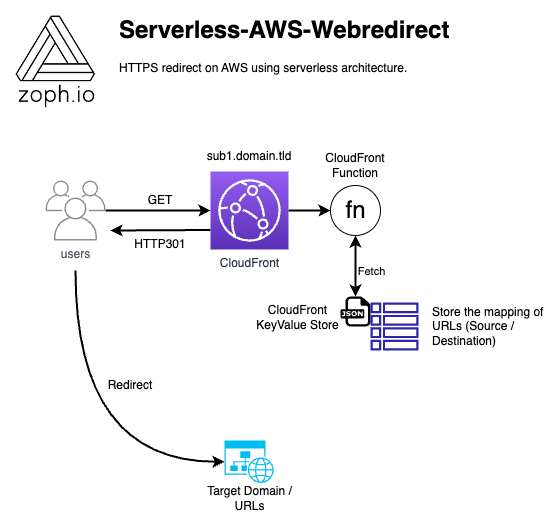 Serverless-AWS-Webredirect
zoph.io
HTTPS redirect on AWS using serverless architecture.
sub1.domain.tld
CloudFront
Function
GET
fn
HTTP301
users
CloudFront
Fetch
CloudFront
KeyValue Store
JSON
Store the mapping of
URLs (Source /
Destination)
Redirect
Target Domain /
URLs